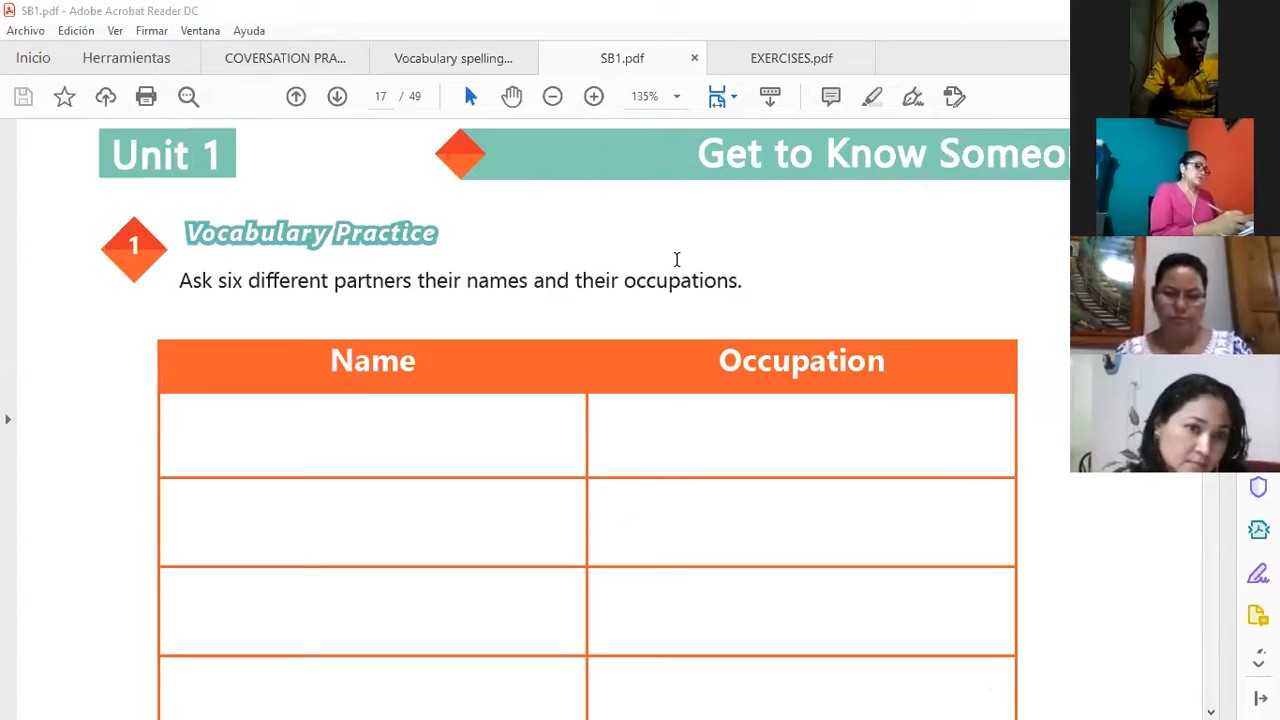 SB1.pdf - Adobe Acrobat Reader DC
Archivo Edición Ver Firmar Ventana Ayuda
Inicio Herramientas COVERSATION PRA... Vocabulary spelling... SB1.pdf × EXERCISES.pdf
17 / 49 135%
Unit 1 Get to Know Someo
1 Vocabulary Practice
Ask six different partners their names and their occupations.
Name Occupation